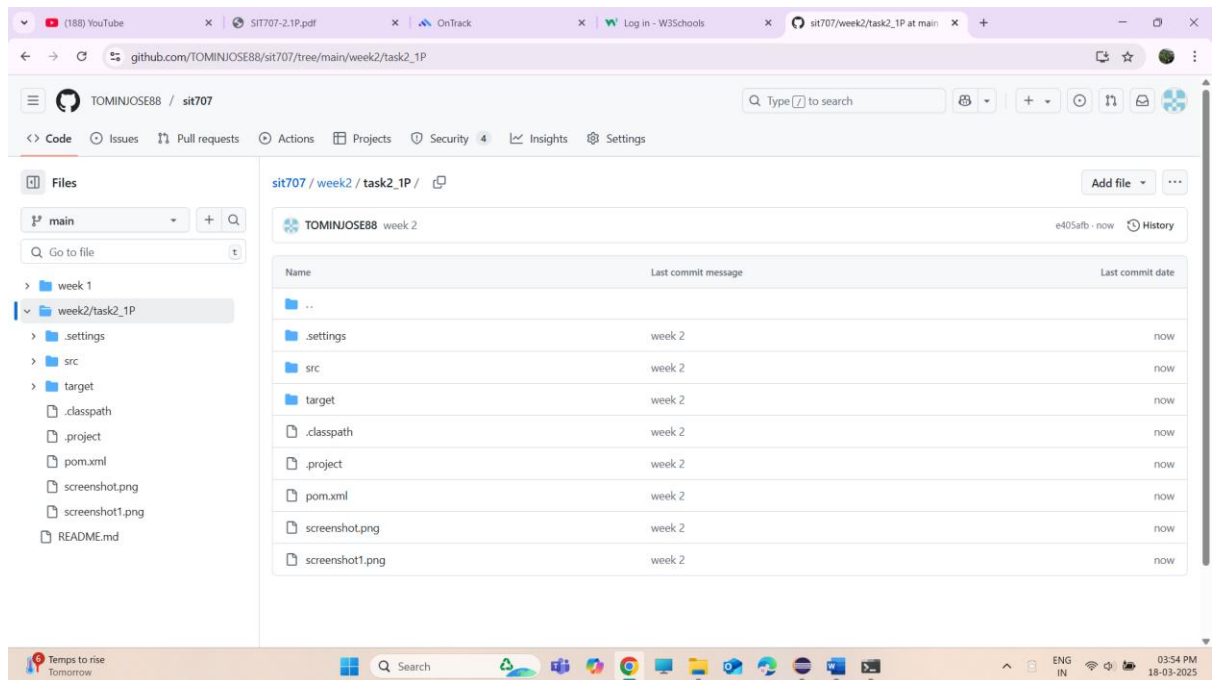 (188) YouTube
SIT707-2.1P.pdf
OnTrack
Log in - W3Schools
sit707/week2/task2_1P at main
github.com/TOMINJOSE88/sit707/tree/main/week2/task2_1P
TOMINJOSE88 / sit707
Type / to search
Code Issues Pull requests Actions Projects Security 4 Insights Settings
Files
sit707 / week2 / task2_1P /
Add file
main
TOMINJOSE88 week 2
e405afb · now History
Go to file t
Name Last commit message Last commit date
week 1
week2/task2_1P
.settings
src
target
.classpath
.project
pom.xml
screenshot.png
screenshot1.png
README.md
..
.settings week 2 now
src week 2 now
target week 2 now
.classpath week 2 now
.project week 2 now
pom.xml week 2 now
screenshot.png week 2 now
screenshot1.png week 2 now
6
Temps to rise
Tomorrow
Search
ENG
IN
03:54 PM
18-03-2025